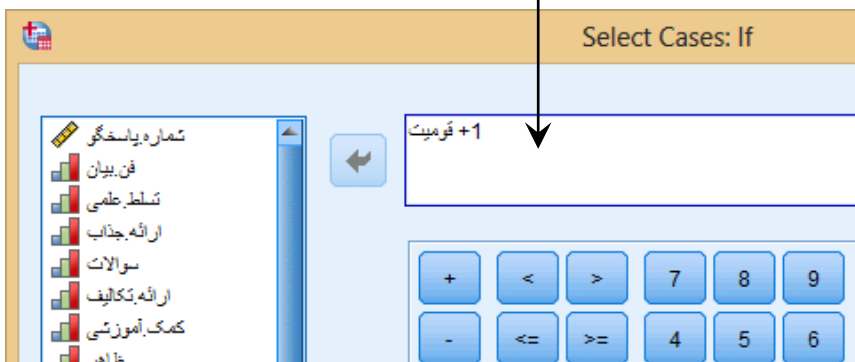 Select Cases: If
قومیت +1
شماره.پاسخگو
فن.بیان
تسلط.علمی
ارائه.جذاب
سوالات
ارائه.تکالیف
کمک.آموزشی
ظاهر
+ < > 7 8 9
- <= >= 4 5 6